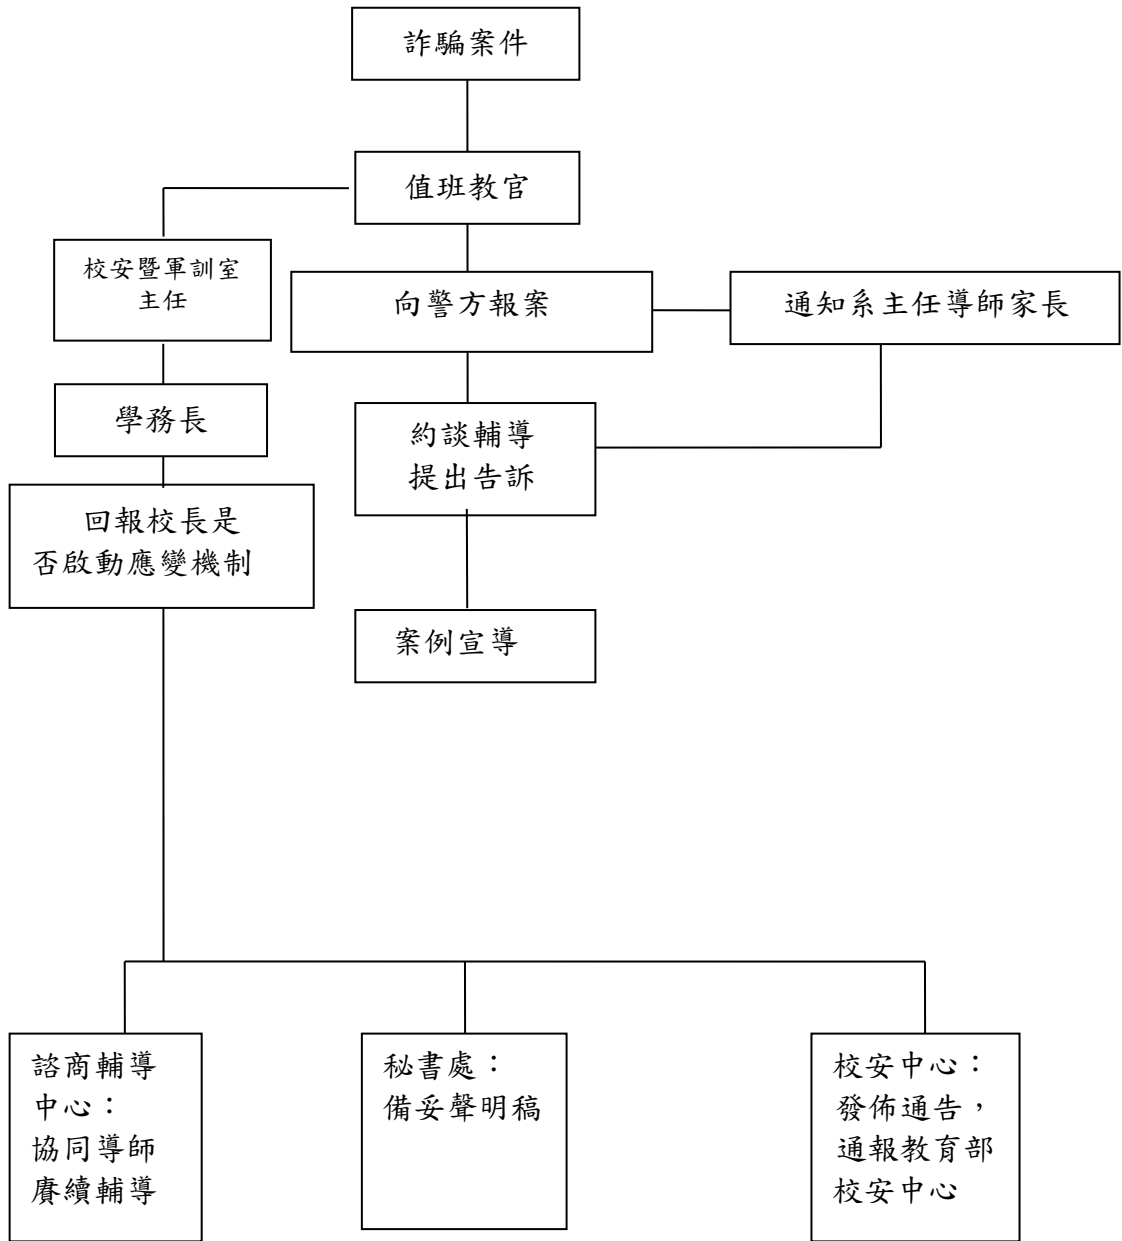 詐騙案件
值班教官
校安暨軍訓室
主任
向警方報案
通知系主任導師家長
學務長
約談輔導
提出告訴
回報校長是
否啟動應變機制
案例宣導
諮商輔導
中心：
協同導師
賡續輔導
秘書處：
備妥聲明稿
校安中心：
發佈通告，
通報教育部
校安中心